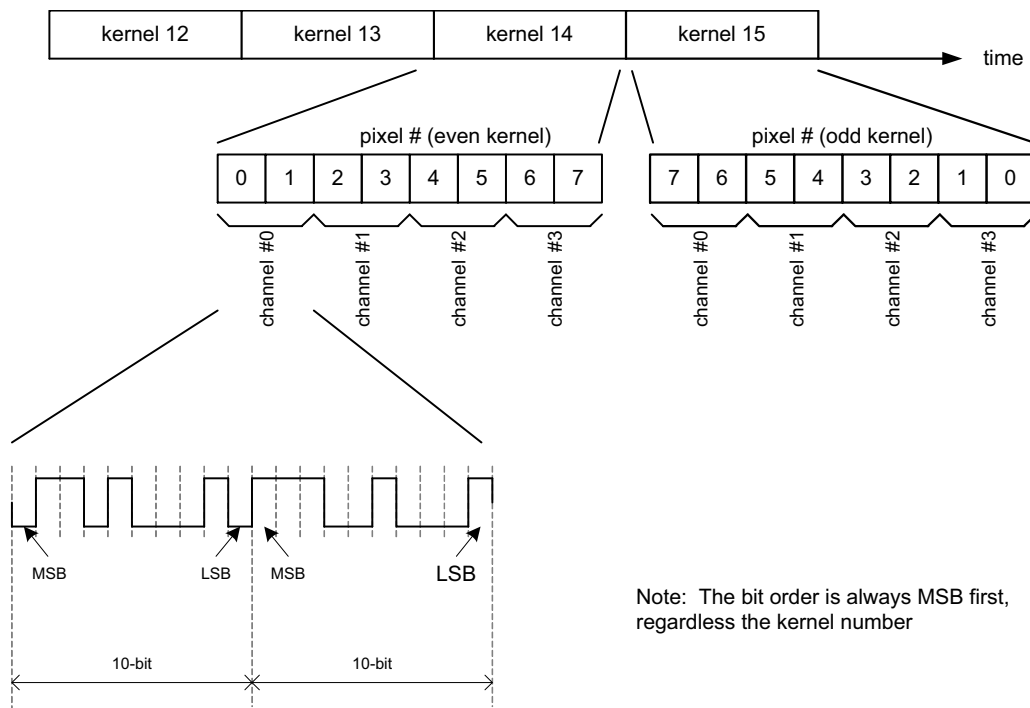 kernel 12 kernel 13 kernel 14 kernel 15
time
pixel # (even kernel) pixel # (odd kernel)
0 1 2 3 4 5 6 7 7 6 5 4 3 2 1 0
channel #0 channel #1 channel #2 channel #3 channel #0 channel #1 channel #2 channel #3
MSB LSB MSB LSB
Note: The bit order is always MSB first,
regardless the kernel number
10-bit 10-bit